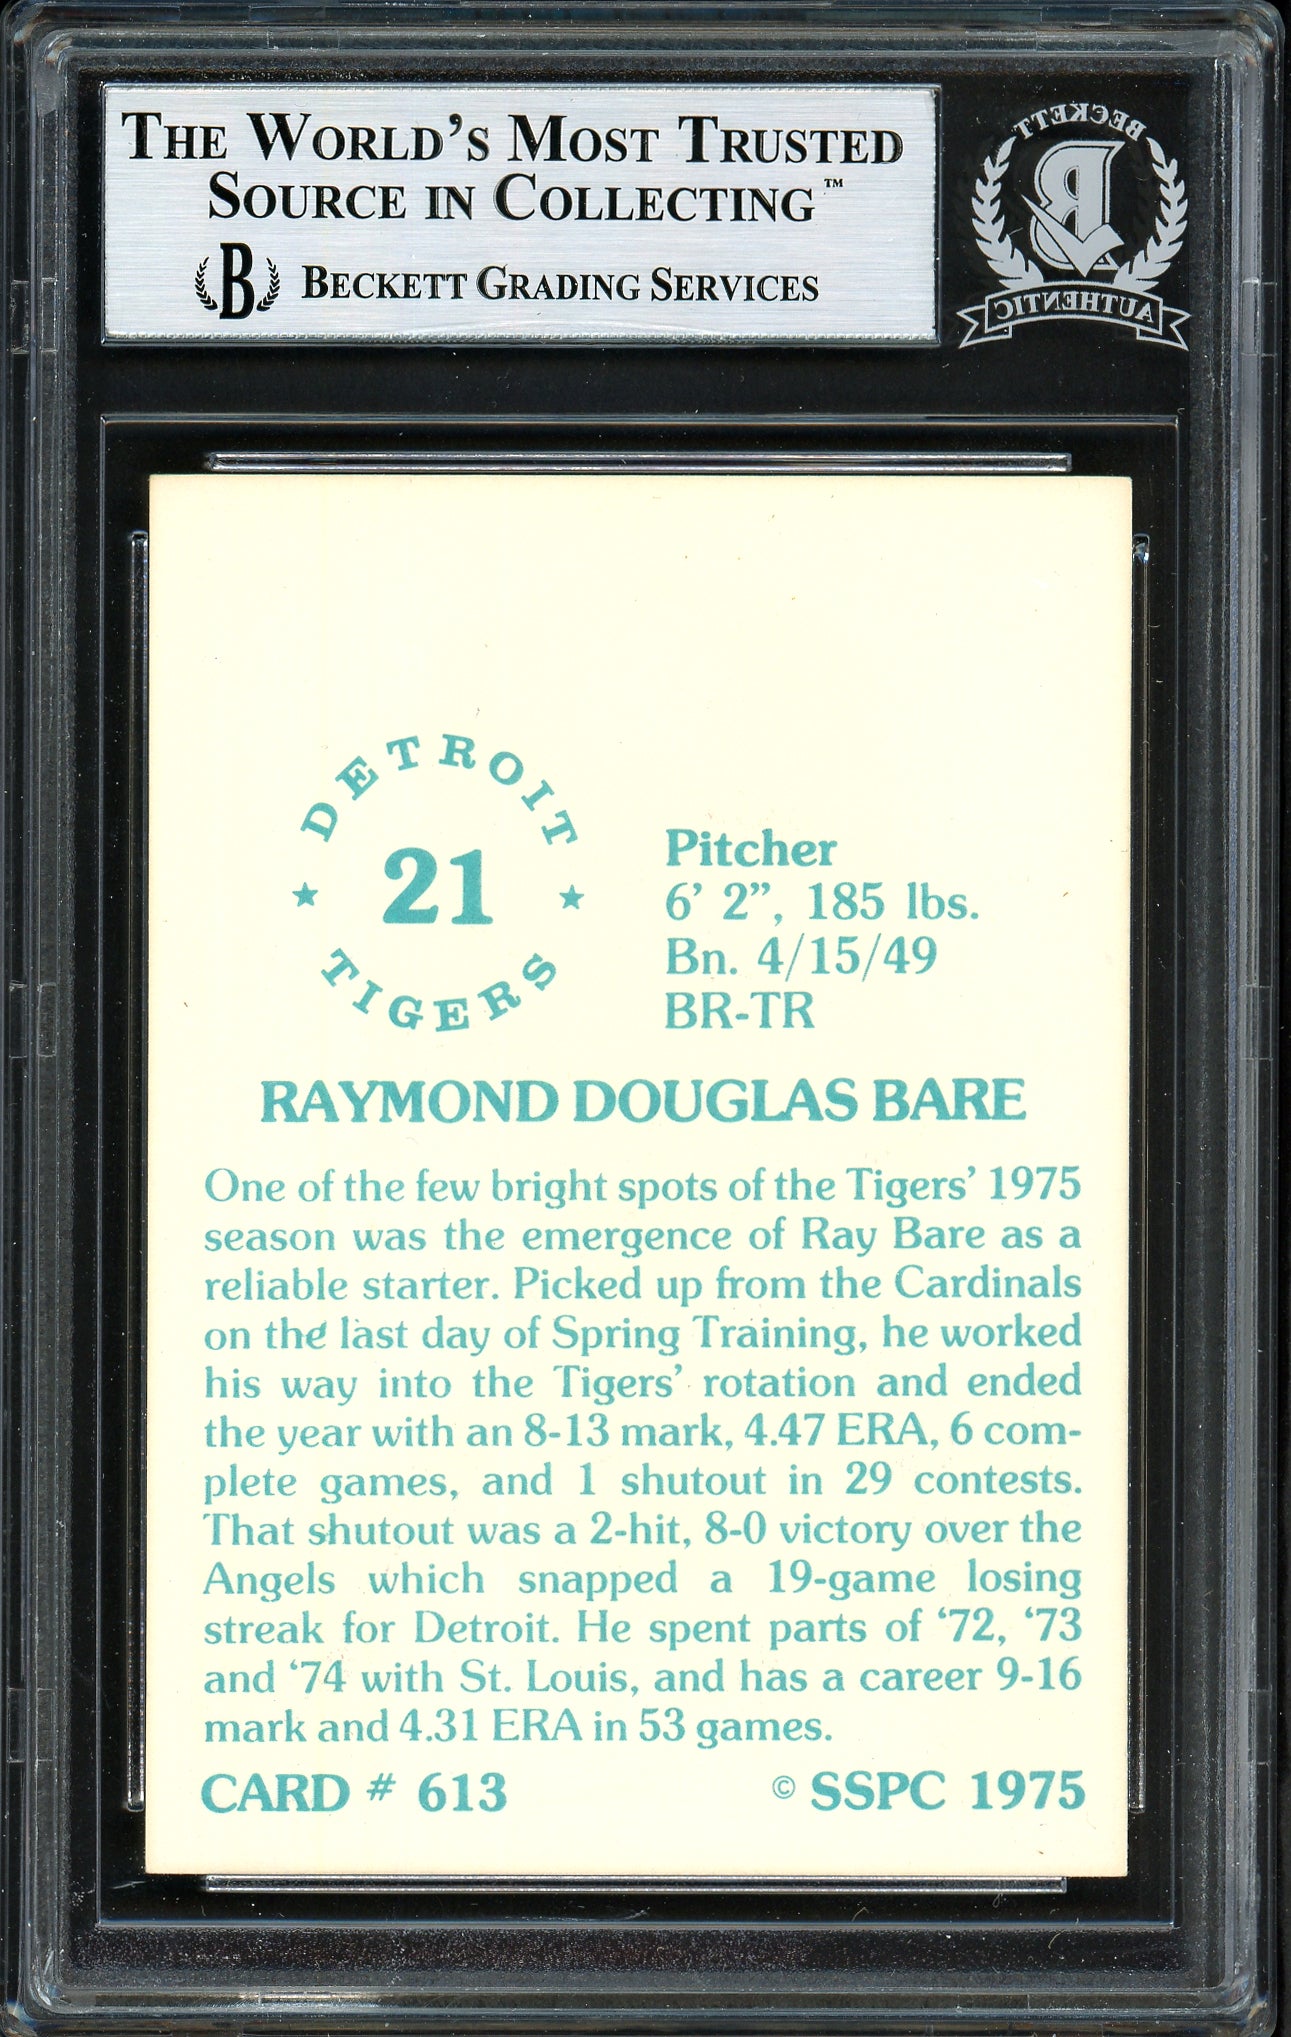 THE WORLD'S MOST TRUSTED
SOURCE IN COLLECTING™
B BECKETT GRADING SERVICES
BECKETT
B
AUTHENTIC
DETROIT
21
TIGERS
Pitcher
6' 2”, 185 lbs.
Bn. 4/15/49
BR-TR
RAYMOND DOUGLAS BARE
One of the few bright spots of the Tigers’ 1975
season was the emergence of Ray Bare as a
reliable starter. Picked up from the Cardinals
on the last day of Spring Training, he worked
his way into the Tigers’ rotation and ended
the year with an 8-13 mark, 4.47 ERA, 6 com-
plete games, and 1 shutout in 29 contests.
That shutout was a 2-hit, 8-0 victory over the
Angels which snapped a 19-game losing
streak for Detroit. He spent parts of ‘72, ‘73
and ‘74 with St. Louis, and has a career 9-16
mark and 4.31 ERA in 53 games.
CARD # 613
© SSPC 1975